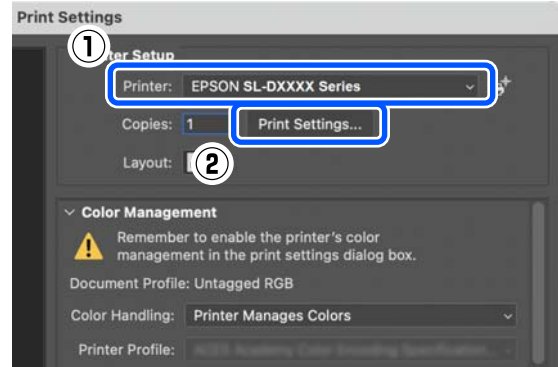 Print Settings
①
ter Setup
Printer: EPSON SL-DXXXX Series
Copies: 1 Print Settings...
②
Layout:
Color Management
Remember to enable the printer's color
management in the print settings dialog box.
Document Profile: Untagged RGB
Color Handling: Printer Manages Colors
Printer Profile: